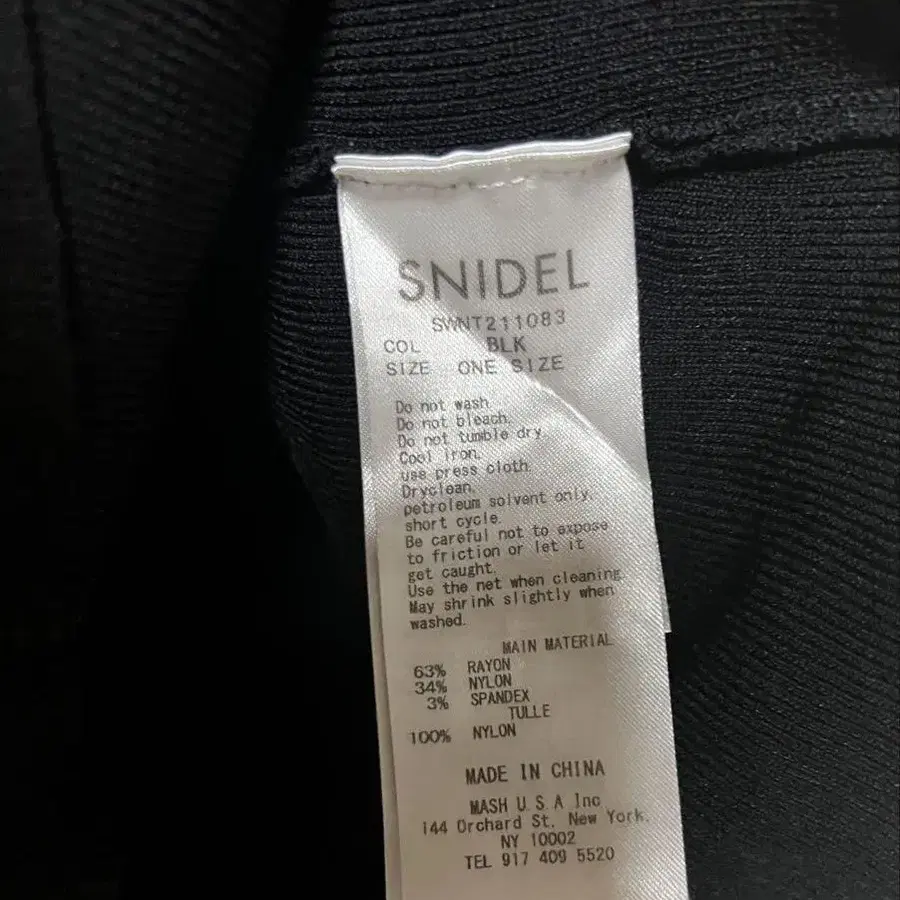 SNIDEL
SWNT211083
COL BLK
SIZE ONE SIZE
Do not wash.
Do not bleach.
Do not tumble dry.
Cool iron.
use press cloth.
Dryclean.
petroleum solvent only.
short cycle.
Be careful not to expose
to friction or let it
get caught.
Use the net when cleaning.
May shrink slightly when
washed.
MAIN MATERIAL
63% RAYON
34% NYLON
3% SPANDEX
TULLE
100% NYLON
MADE IN CHINA
MASH U.S.A Inc
144 Orchard St. New York.
NY 10002
TEL 917 409 5520